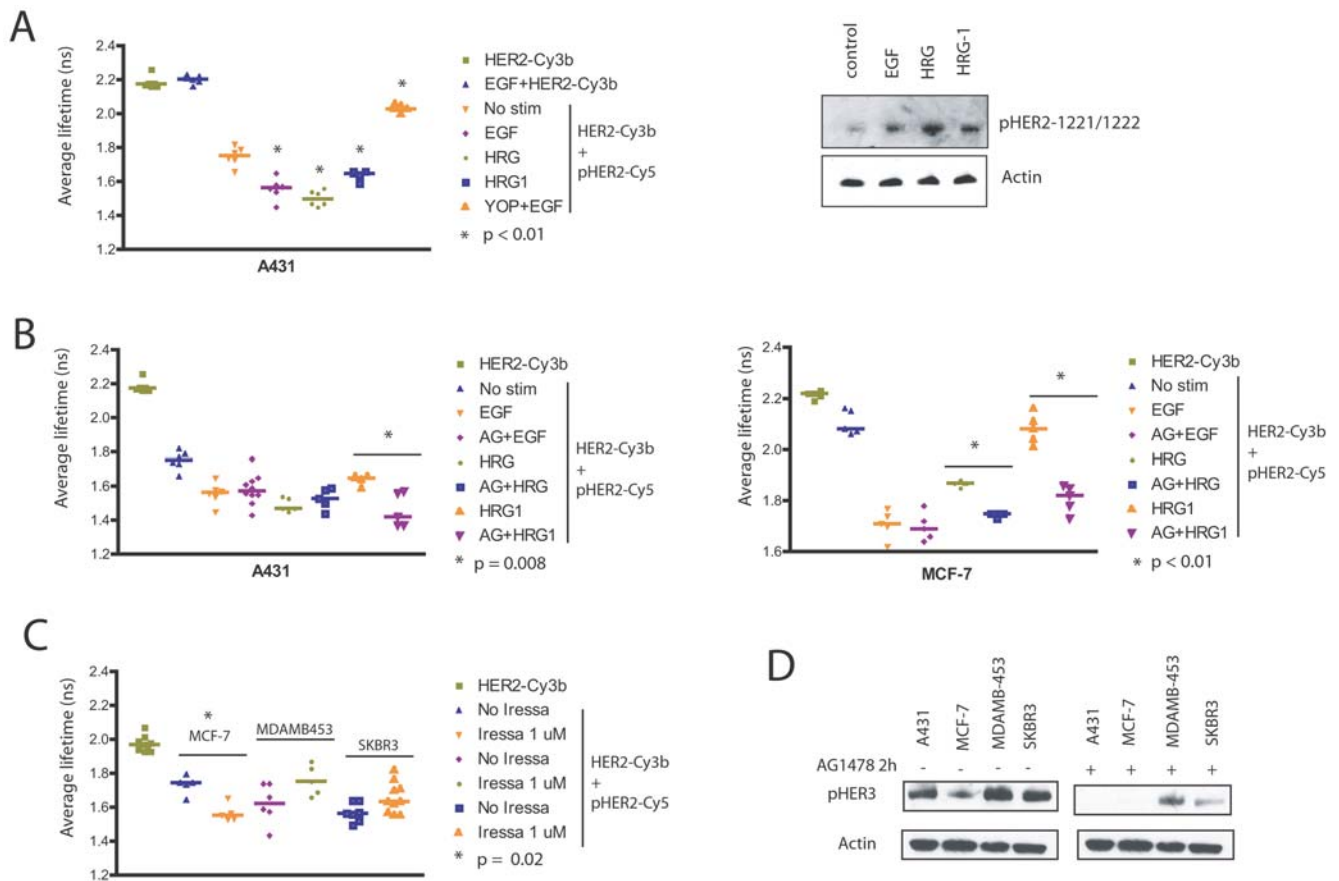 A
Average lifetime (ns)
2.4
2.2
2.0
1.8
1.6
1.4
1.2
A431
HER2-Cy3b
EGF+HER2-Cy3b
No stim
EGF
HRG
HRG1
YOP+EGF
HER2-Cy3b
+
pHER2-Cy5
* p < 0.01
* * * *
control
EGF
HRG
HRG-1
pHER2-1221/1222
Actin
B
Average lifetime (ns)
2.4
2.2
2.0
1.8
1.6
1.4
1.2
*
A431
HER2-Cy3b
No stim
EGF
AG+EGF
HRG
AG+HRG
HRG1
AG+HRG1
HER2-Cy3b
+
pHER2-Cy5
* p = 0.008
Average lifetime (ns)
2.4
2.2
2.0
1.8
1.6
*
*
MCF-7
HER2-Cy3b
No stim
EGF
AG+EGF
HRG
AG+HRG
HRG1
AG+HRG1
HER2-Cy3b
+
pHER2-Cy5
* p < 0.01
C
Average lifetime (ns)
2.4
2.2
2.0
1.8
1.6
1.4
1.2
*
MCF-7
MDAMB453
SKBR3
HER2-Cy3b
No Iressa
Iressa 1 uM
No Iressa
Iressa 1 uM
No Iressa
Iressa 1 uM
HER2-Cy3b
+
pHER2-Cy5
* p = 0.02
D
A431
MCF-7
MDAMB-453
SKBR3
A431
MCF-7
MDAMB-453
SKBR3
AG1478 2h - - - - + + + +
pHER3
Actin